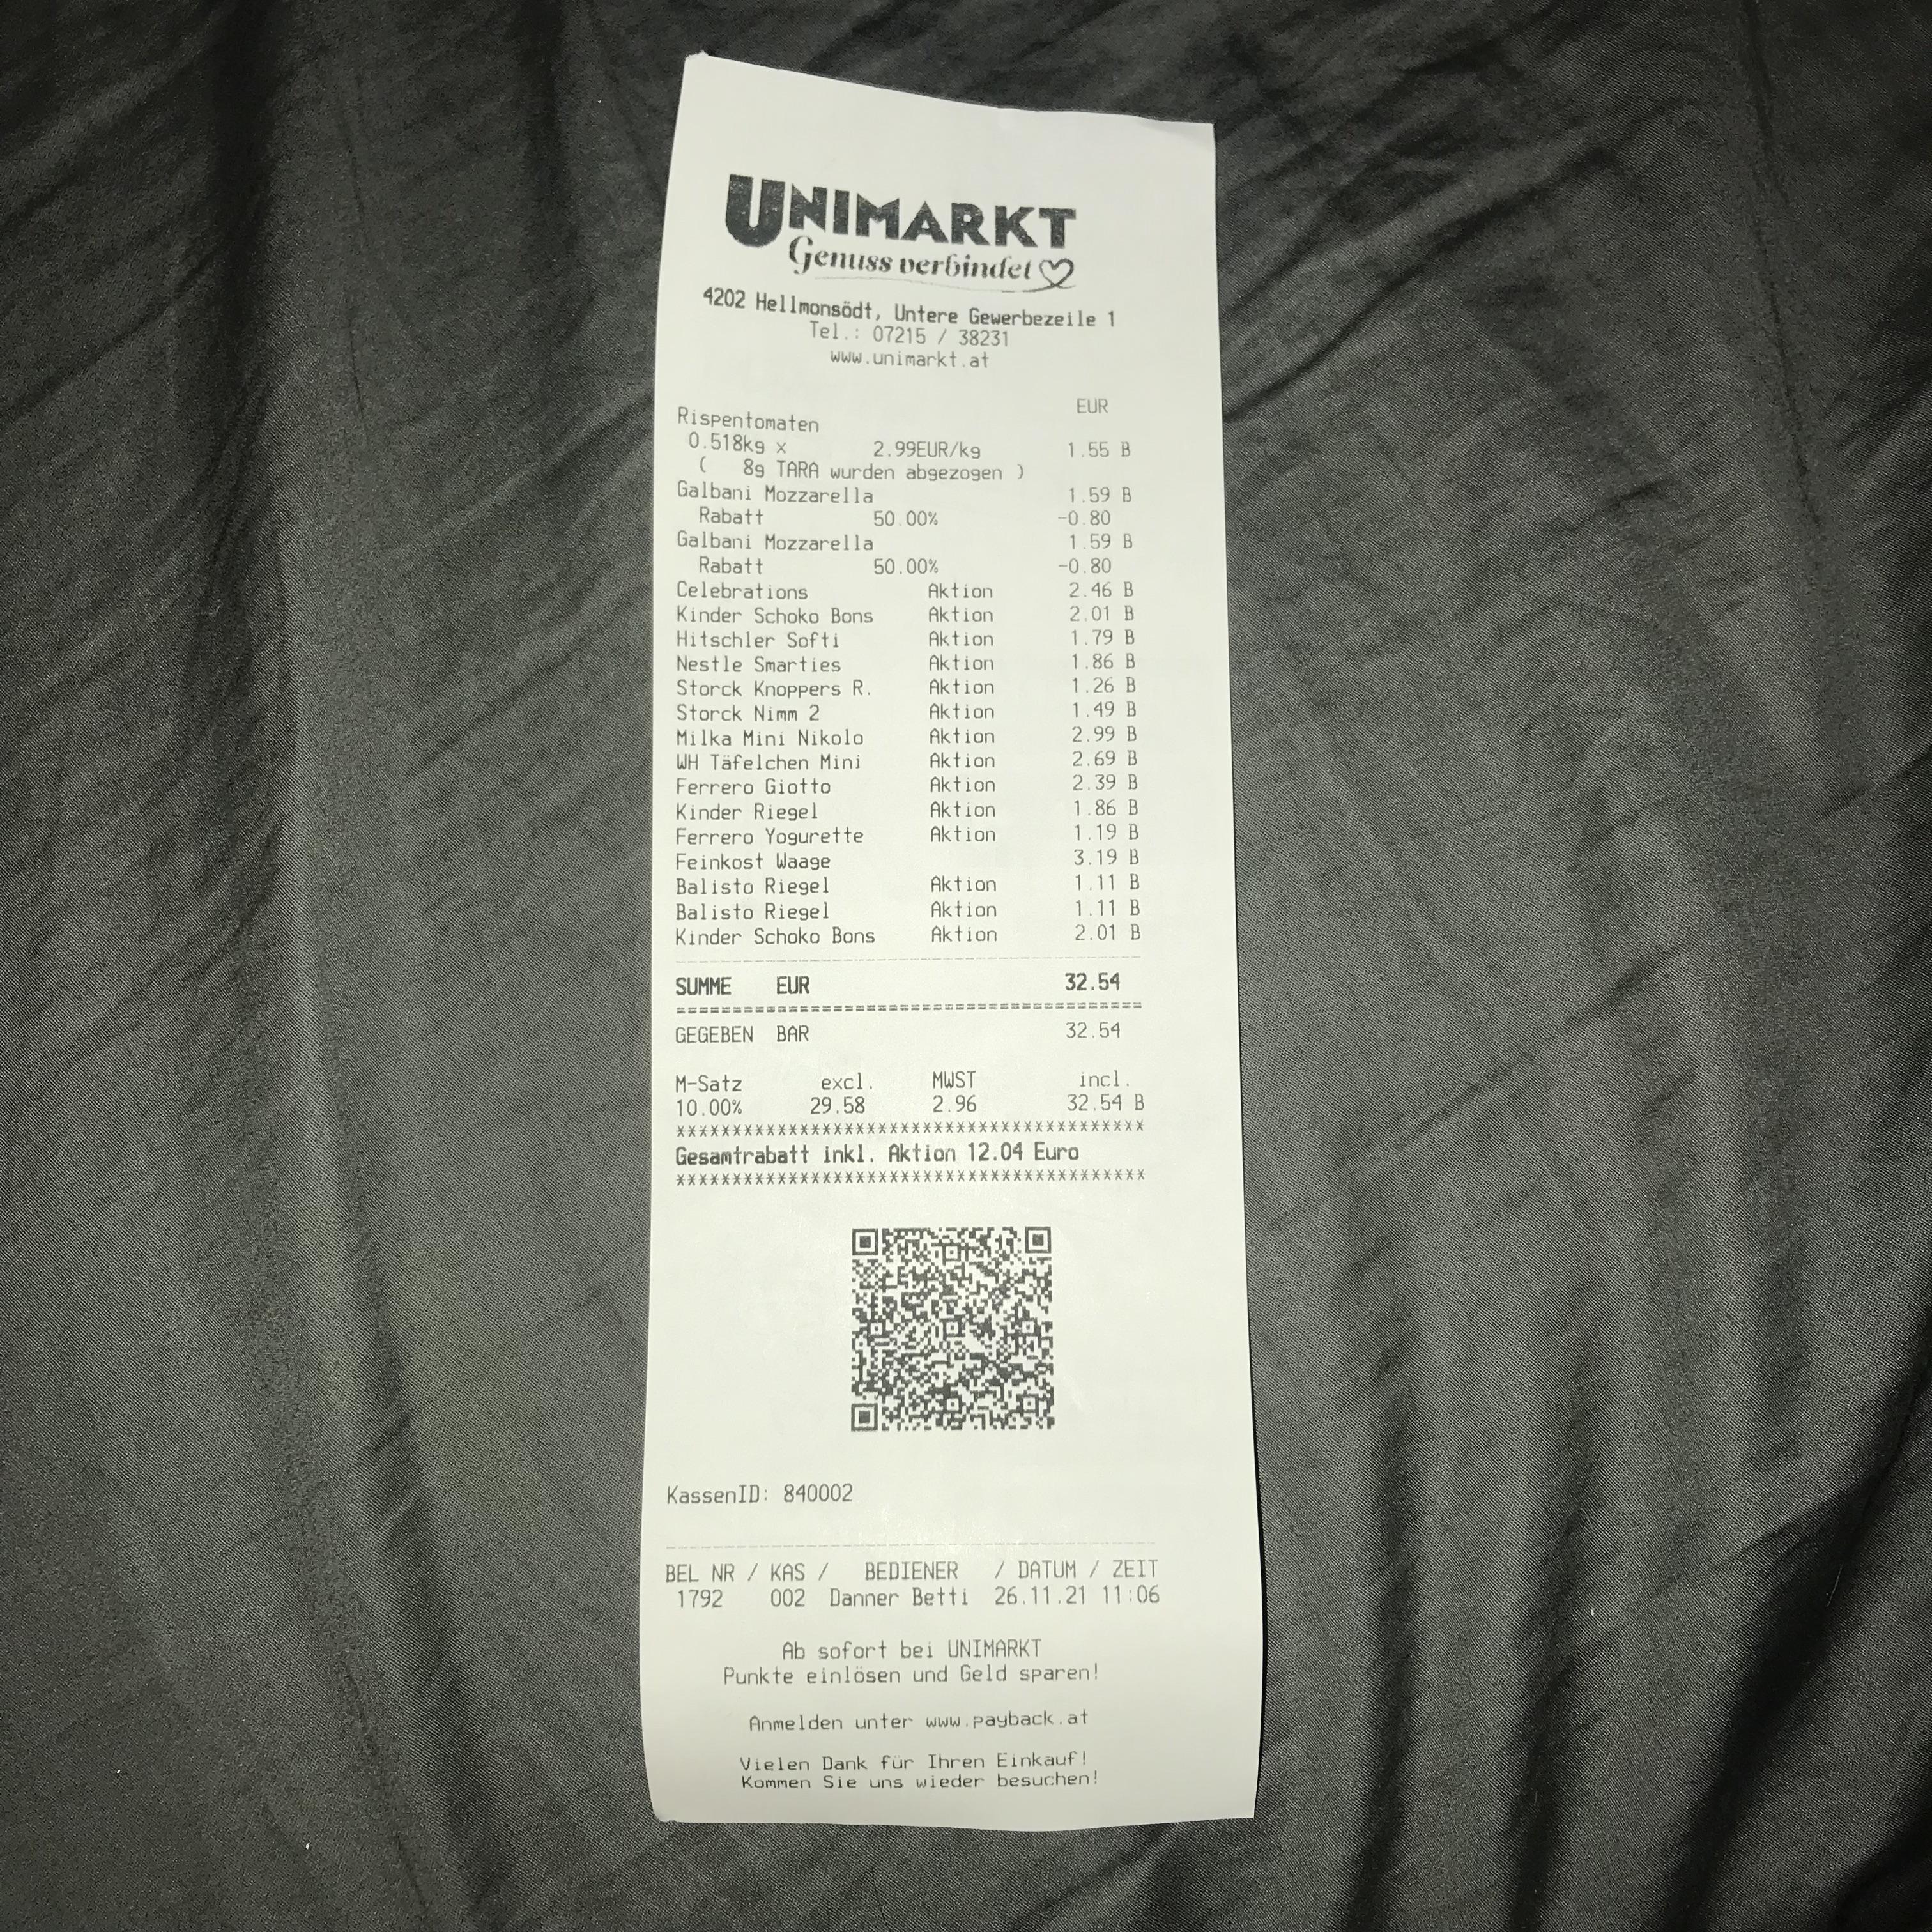 UNIMARKT
Genuss verbindet
4202 Hellmonsödt, Untere Gewerbezeile 1
Tel.: 07215 / 38231
www.unimarkt.at
EUR
Rispentomaten
0.518kg x 2.99EUR/kg 1.55 B
( 8g TARA wurden abgezogen )
Galbani Mozzarella 1.59 B
Rabatt 50.00% -0.80
Galbani Mozzarella 1.59 B
Rabatt 50.00% -0.80
Celebrations Aktion 2.46 B
Kinder Schoko Bons Aktion 2.01 B
Hitschler Softi Aktion 1.79 B
Nestle Smarties Aktion 1.86 B
Storck Knoppers R. Aktion 1.26 B
Storck Nimm 2 Aktion 1.49 B
Milka Mini Nikolo Aktion 2.99 B
WH Täfelchen Mini Aktion 2.69 B
Ferrero Giotto Aktion 2.39 B
Kinder Riegel Aktion 1.86 B
Ferrero Yogurette Aktion 1.19 B
Feinkost Waage 3.19 B
Balisto Riegel Aktion 1.11 B
Balisto Riegel Aktion 1.11 B
Kinder Schoko Bons Aktion 2.01 B
SUMME EUR 32.54
==========================================
GEGEBEN BAR 32.54
M-Satz excl. MWST incl.
10.00% 29.58 2.96 32.54 B
******************************************
Gesamtrabatt inkl. Aktion 12.04 Euro
******************************************
KassenID: 840002
BEL NR / KAS / BEDIENER / DATUM / ZEIT
1792 002 Danner Betti 26.11.21 11:06
Ab sofort bei UNIMARKT
Punkte einlösen und Geld sparen!
Anmelden unter www.payback.at
Vielen Dank für Ihren Einkauf!
Kommen Sie uns wieder besuchen!